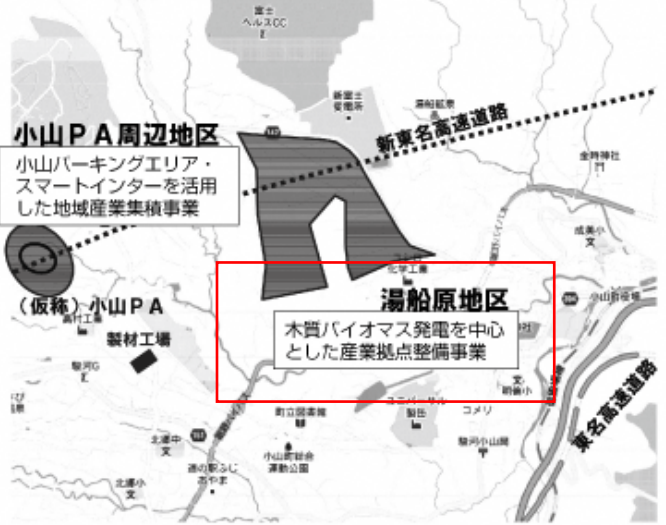 富士
ヘルスCC
新富士
変電所
湯船鉱泉
新東名高速道路
小山PA周辺地区
小山パーキングエリア・
スマートインターを活用
した地域産業集積事業
金時神社
成美小
文
化学工業
湯船原地区
小山町役場
木質バイオマス発電を中心
とした産業拠点整備事業
(仮称)小山PA
製材工場
駿河G
文
明倫小
東名高速道路
町立図書館
コメリ
北郷中
文
小山町総合
運動公園
駿河小山
道の駅ふじ
おやま
北郷小
文